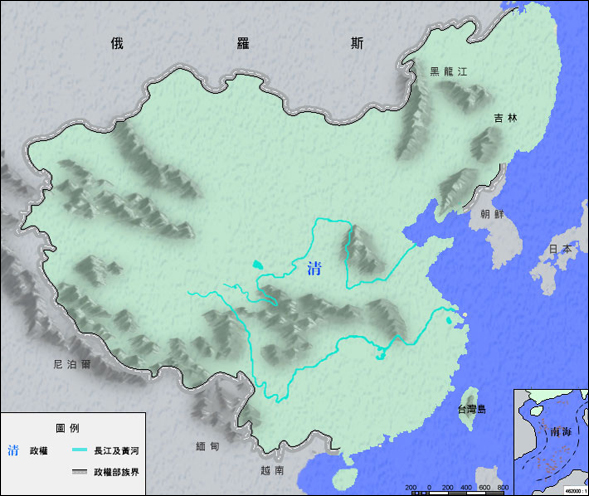 俄 羅 斯
黑龍江
吉林
朝鮮
日本
清
尼泊爾
台灣島
緬甸
越南
南海
圖例
清 政權
長江及黃河
政權部族界
200 0 200 400 600 800
462000 : 1